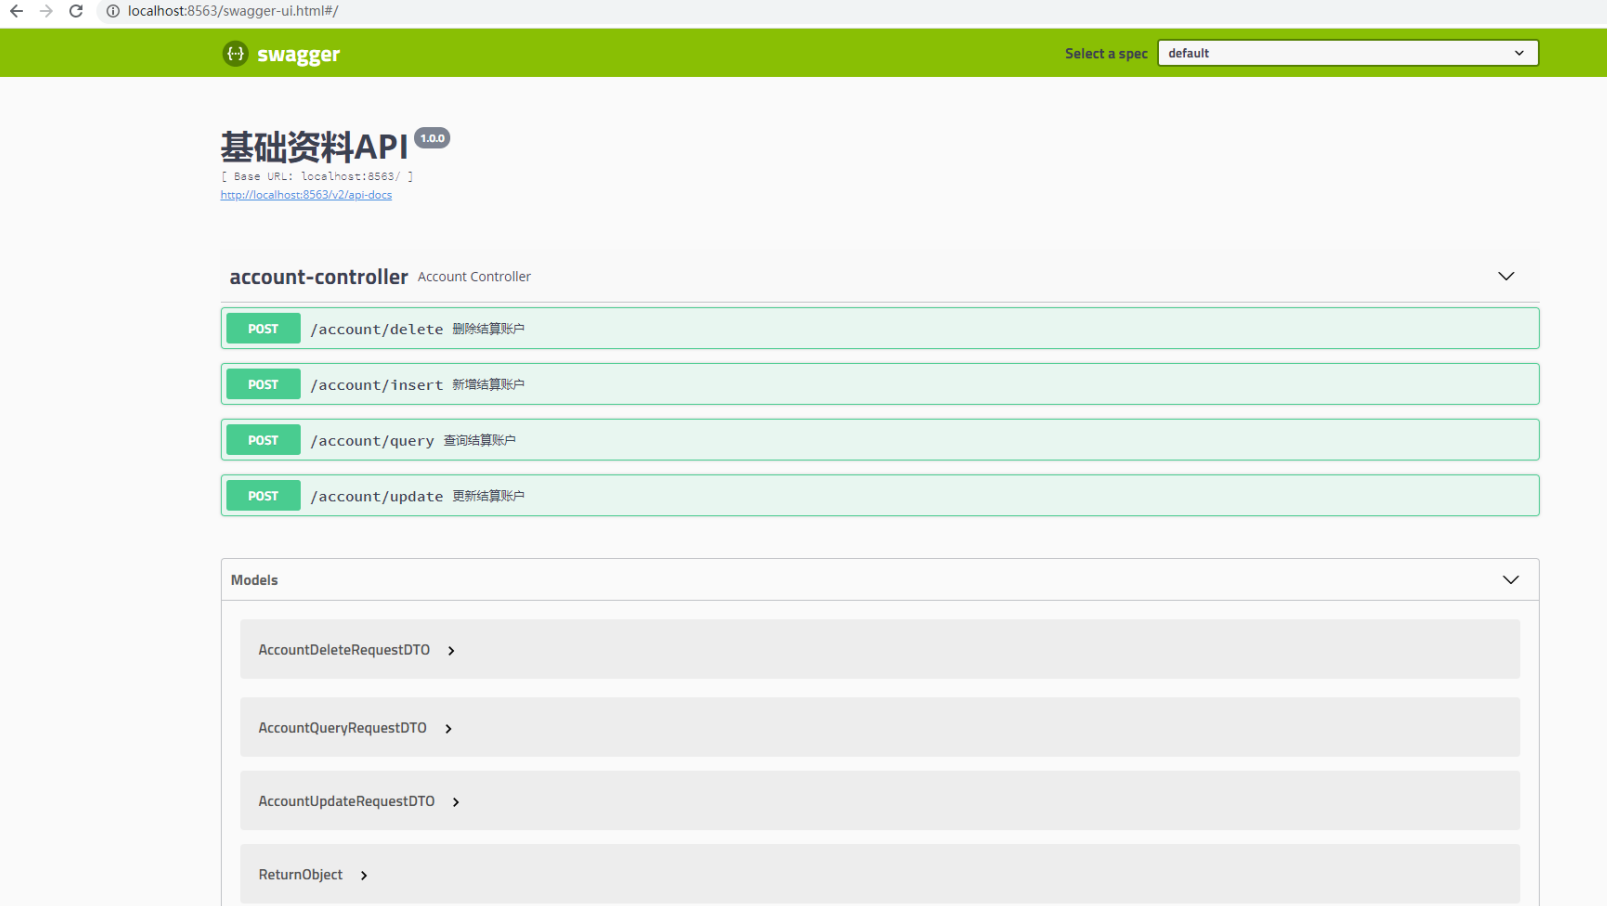 localhost:8563/swagger-ui.html#/
{...} swagger
Select a spec
default
基础资料API 1.0.0
[ Base URL: localhost:8563/ ]
http://localhost:8563/v2/api-docs
account-controller Account Controller
POST /account/delete 删除结算账户
POST /account/insert 新增结算账户
POST /account/query 查询结算账户
POST /account/update 更新结算账户
Models
AccountDeleteRequestDTO
AccountQueryRequestDTO
AccountUpdateRequestDTO
ReturnObject